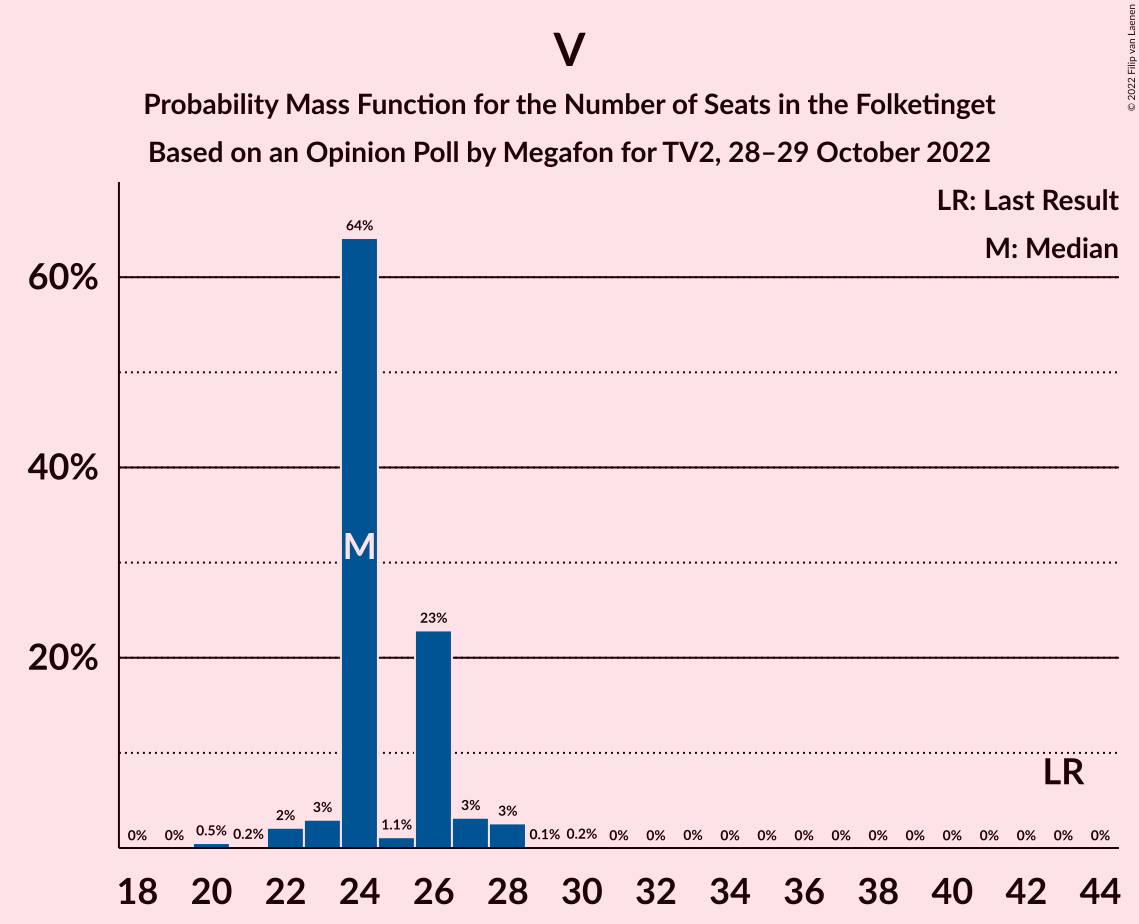 V
Probability Mass Function for the Number of Seats in the Folketinget
Based on an Opinion Poll by Megafon for TV2, 28–29 October 2022
© 2022 Filip van Laenen
LR: Last Result
M: Median
60%
40%
20%
0% 0% 0.5% 0.2% 2% 3% 64% 1.1% 23% 3% 3% 0.1% 0.2% 0% 0% 0% 0% 0% 0% 0% 0% 0% 0% 0% 0% 0% 0%
M
LR
18 20 22 24 26 28 30 32 34 36 38 40 42 44